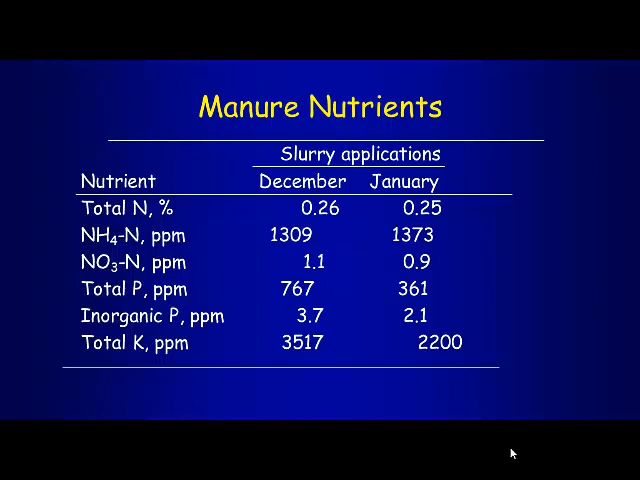 Manure Nutrients
Slurry applications
Nutrient December January
Total N, % 0.26 0.25
NH₄-N, ppm 1309 1373
NO₃-N, ppm 1.1 0.9
Total P, ppm 767 361
Inorganic P, ppm 3.7 2.1
Total K, ppm 3517 2200